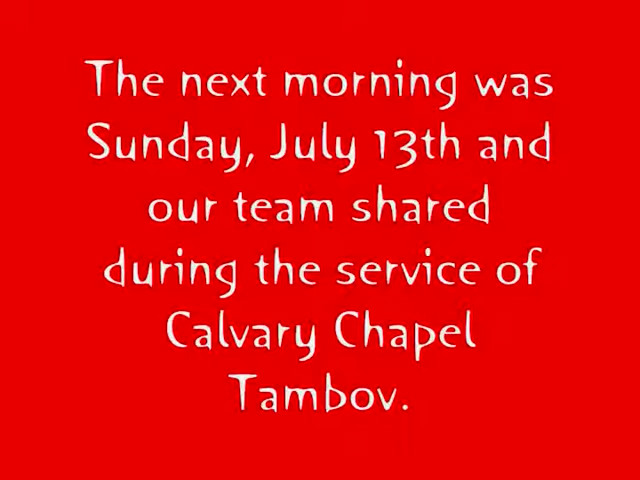 The next morning was
Sunday, July 13th and
our team shared
during the service of
Calvary Chapel
Tambov.